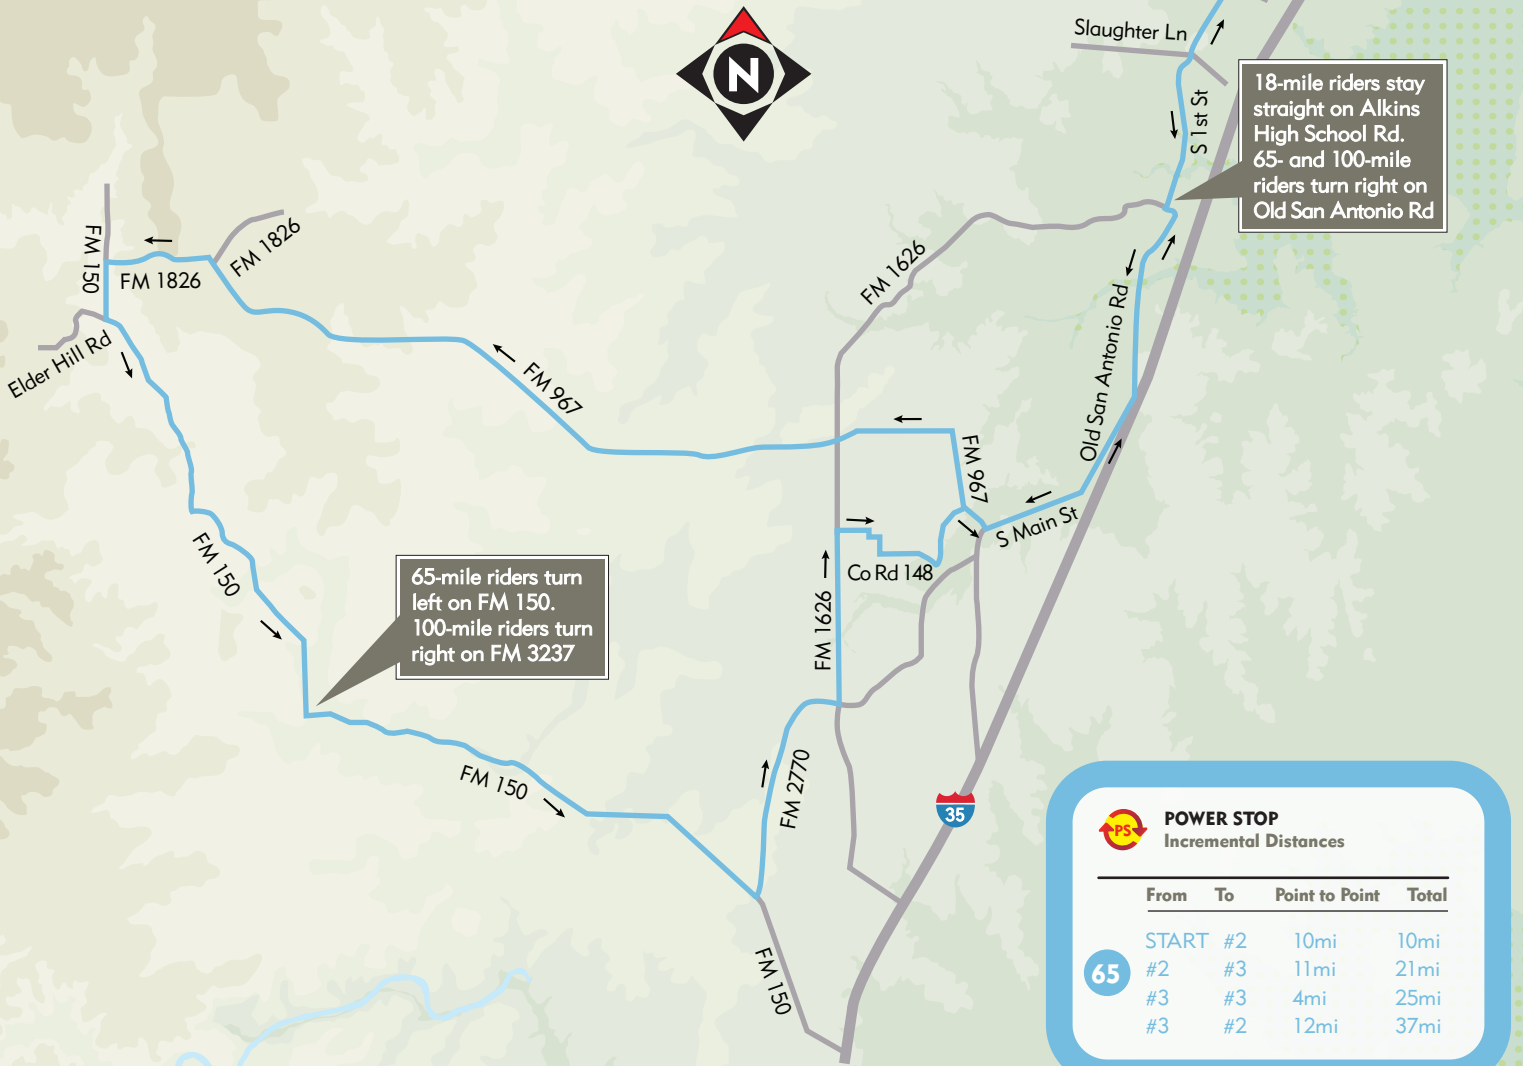 N
Slaughter Ln
S 1st St
18-mile riders stay
straight on Alkins
High School Rd.
65- and 100-mile
riders turn right on
Old San Antonio Rd
FM 150
FM 1826
FM 1826
FM 1626
Elder Hill Rd
FM 967
Old San Antonio Rd
FM 967
S Main St
FM 150
Co Rd 148
65-mile riders turn
left on FM 150.
100-mile riders turn
right on FM 3237
FM 1626
FM 150
FM 2770
35
FM 150
PS
POWER STOP
Incremental Distances
From To Point to Point Total
START #2 10mi 10mi
65
#2 #3 11mi 21mi
#3 #3 4mi 25mi
#3 #2 12mi 37mi